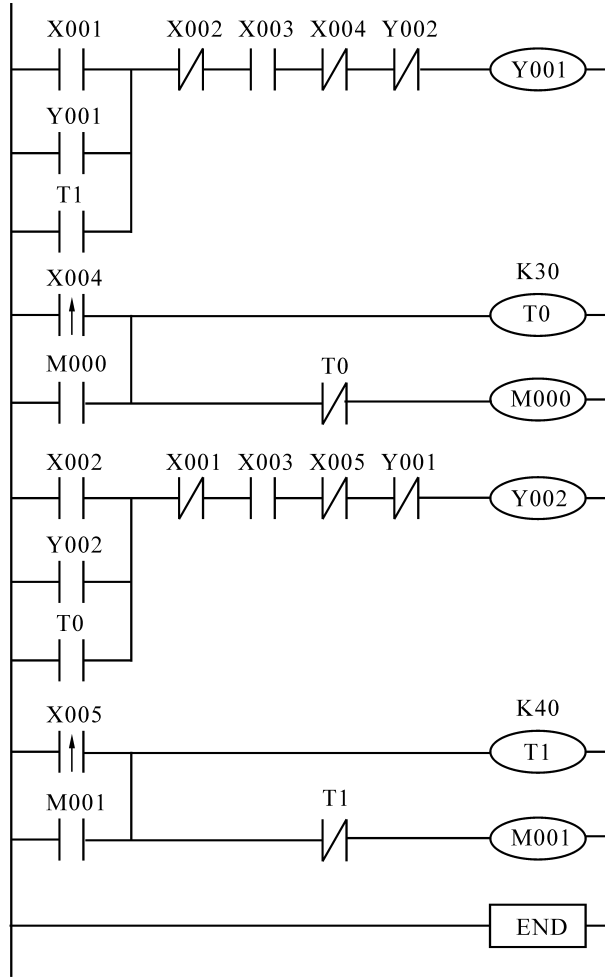 X001 X002 X003 X004 Y002
Y001
Y001
T1
X004 K30
T0
M000 T0
M000
X002 X001 X003 X005 Y001
Y002
Y002
T0
X005 K40
T1
M001 T1
M001
END